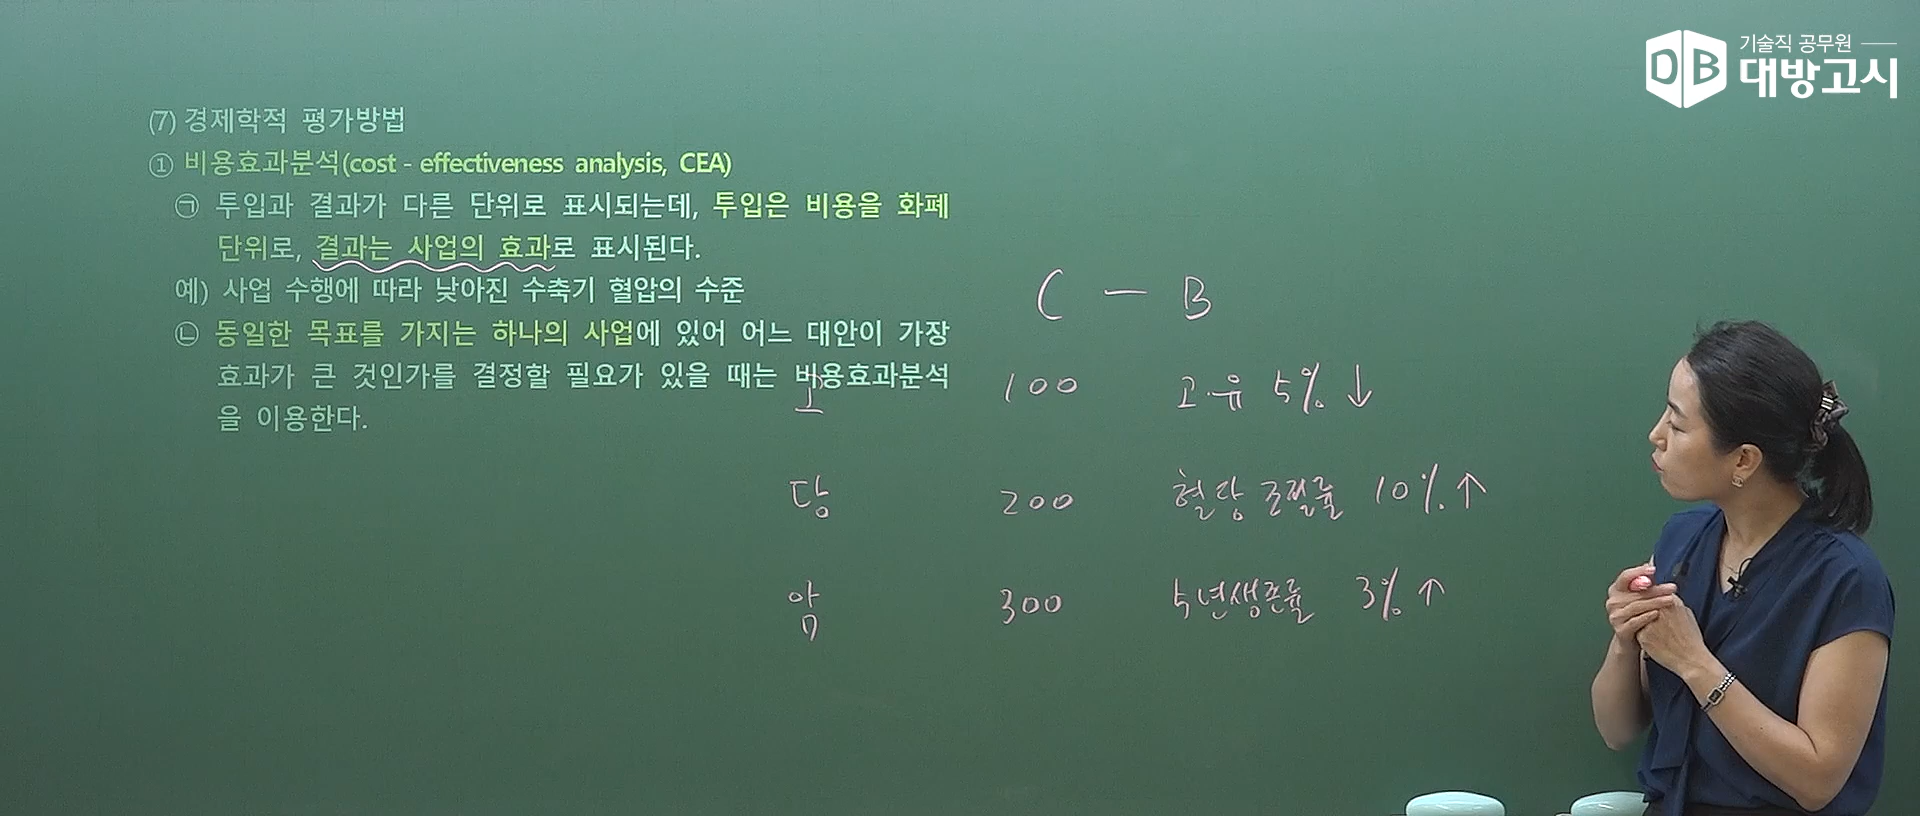 기술직 공무원
대방고시
(7) 경제학적 평가방법
① 비용효과분석(cost - effectiveness analysis, CEA)
㉠ 투입과 결과가 다른 단위로 표시되는데, 투입은 비용을 화폐
단위로, 결과는 사업의 효과로 표시된다.
예) 사업 수행에 따라 낮아진 수축기 혈압의 수준
㉡ 동일한 목표를 가지는 하나의 사업에 있어 어느 대안이 가장
효과가 큰 것인가를 결정할 필요가 있을 때는 비용효과분석
을 이용한다.
C - B
고 100 고.유 5% ↓
당 200 혈당 조절률 10% ↑
암 300 5년생존률 3% ↑